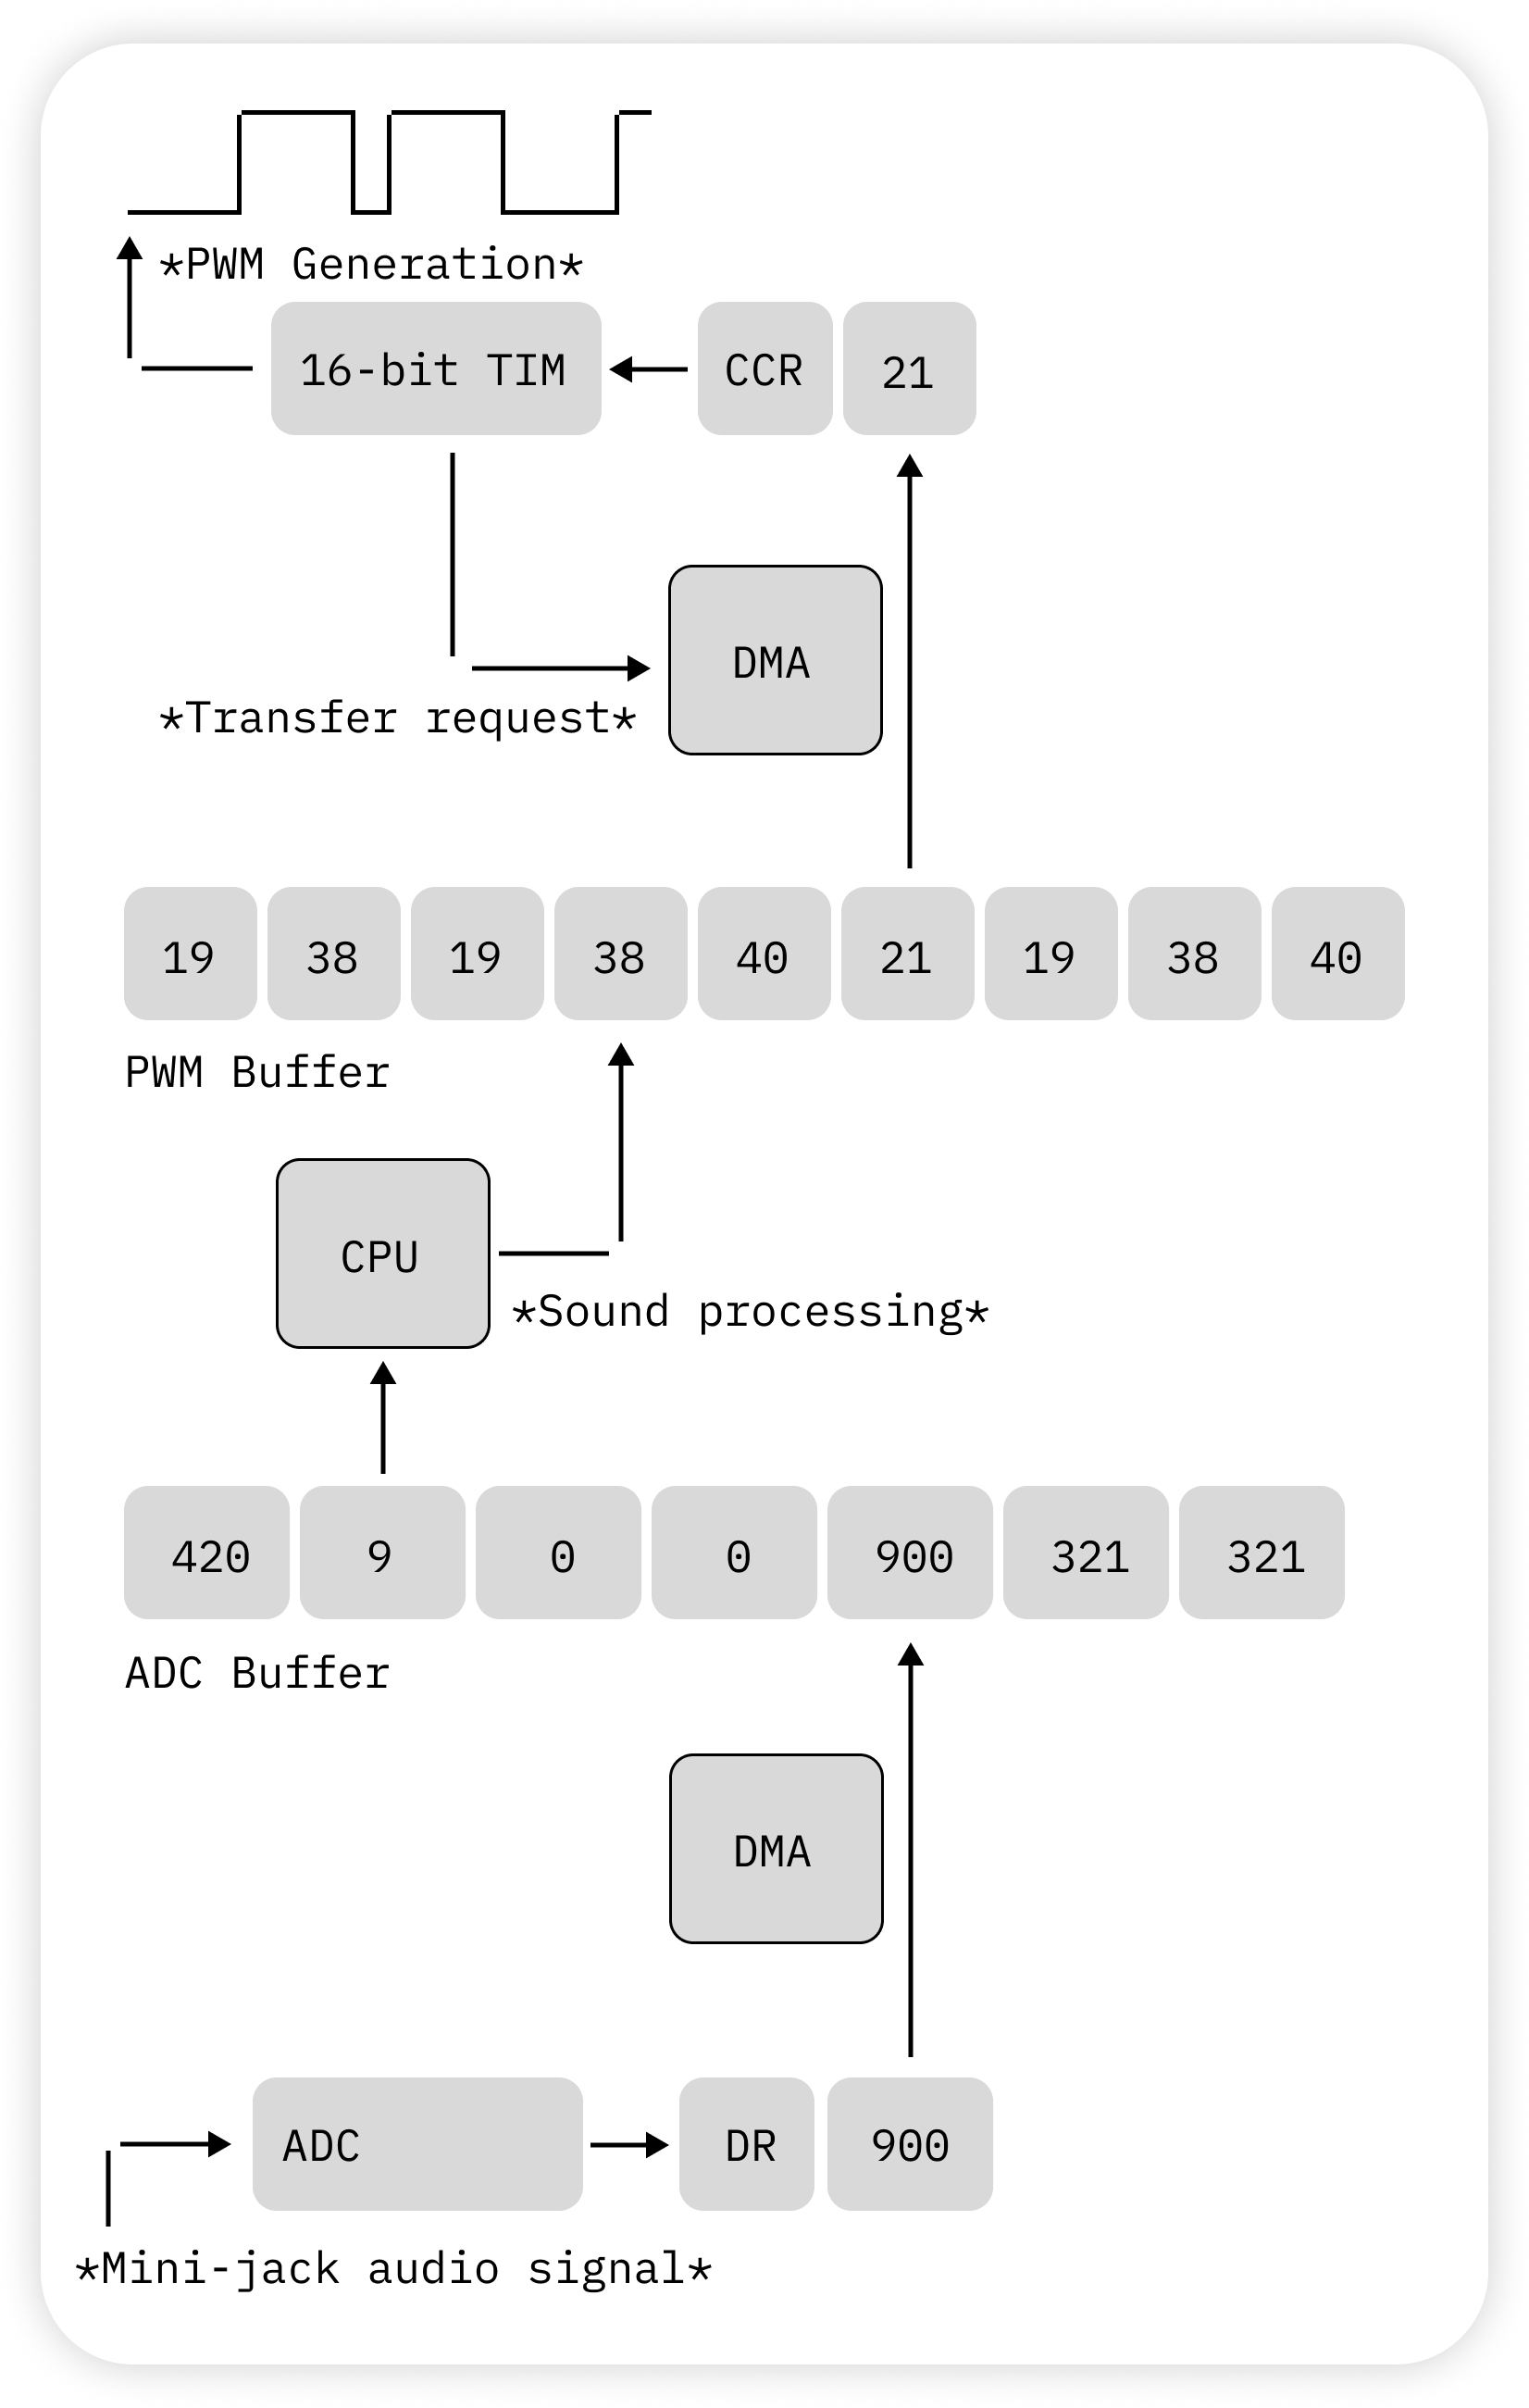 *PWM Generation*
16-bit TIM CCR 21
DMA
*Transfer request*
19 38 19 38 40 21 19 38 40
PWM Buffer
CPU
*Sound processing*
420 9 0 0 900 321 321
ADC Buffer
DMA
ADC DR 900
*Mini-jack audio signal*